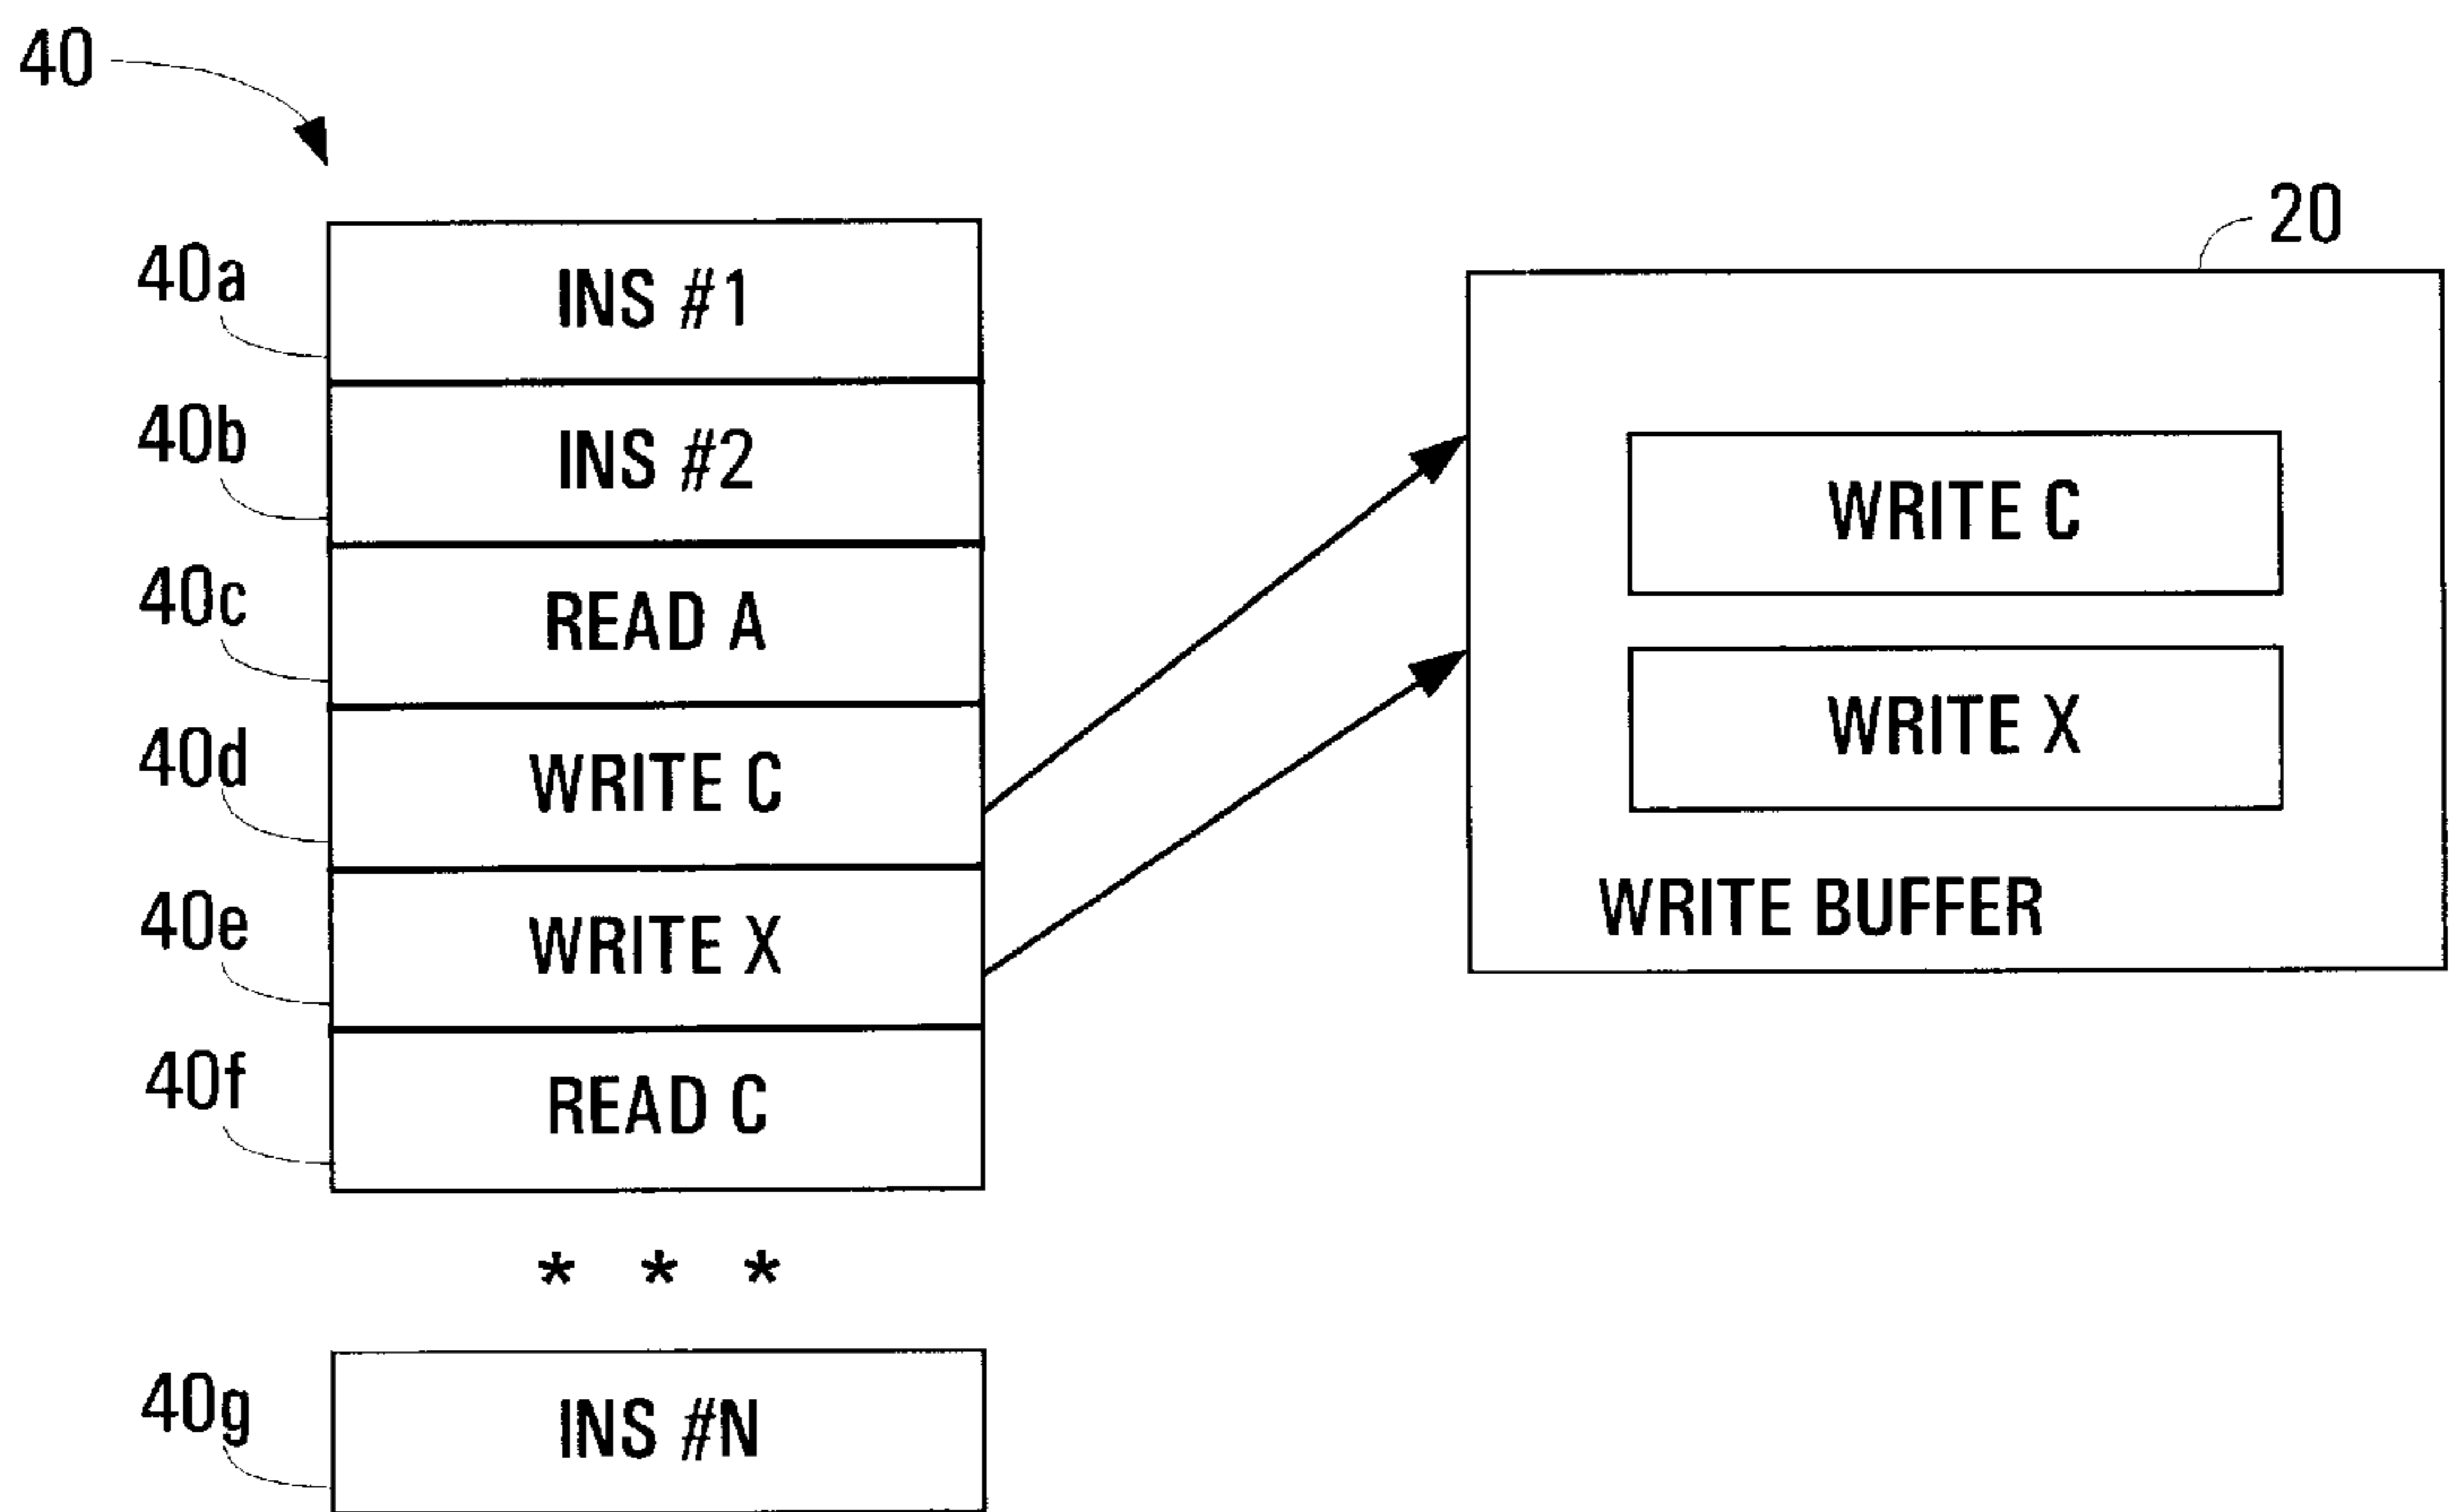 40
40a
INS #1
40b
INS #2
40c
READ A
40d
WRITE C
40e
WRITE X
40f
READ C
* * *
40g
INS #N
20
WRITE C
WRITE X
WRITE BUFFER